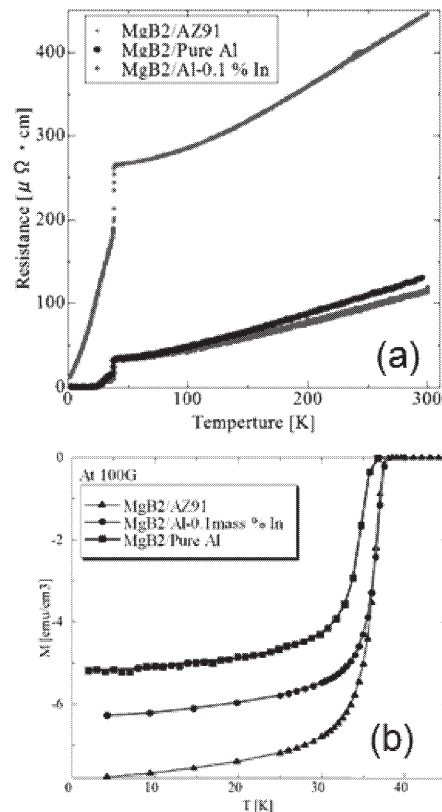 400
300
200
100
0
Resistance [μ Ω・cm]
MgB2/AZ91
MgB2/Pure Al
MgB2/Al-0.1 % In
(a)
0 100 200 300
Temperture [K]
At 100G
MgB2/AZ91
MgB2/Al-0.1mass % In
MgB2/Pure Al
0
-2
-4
-6
M [emu/cm3]
(b)
0 10 20 30 40
T [K]